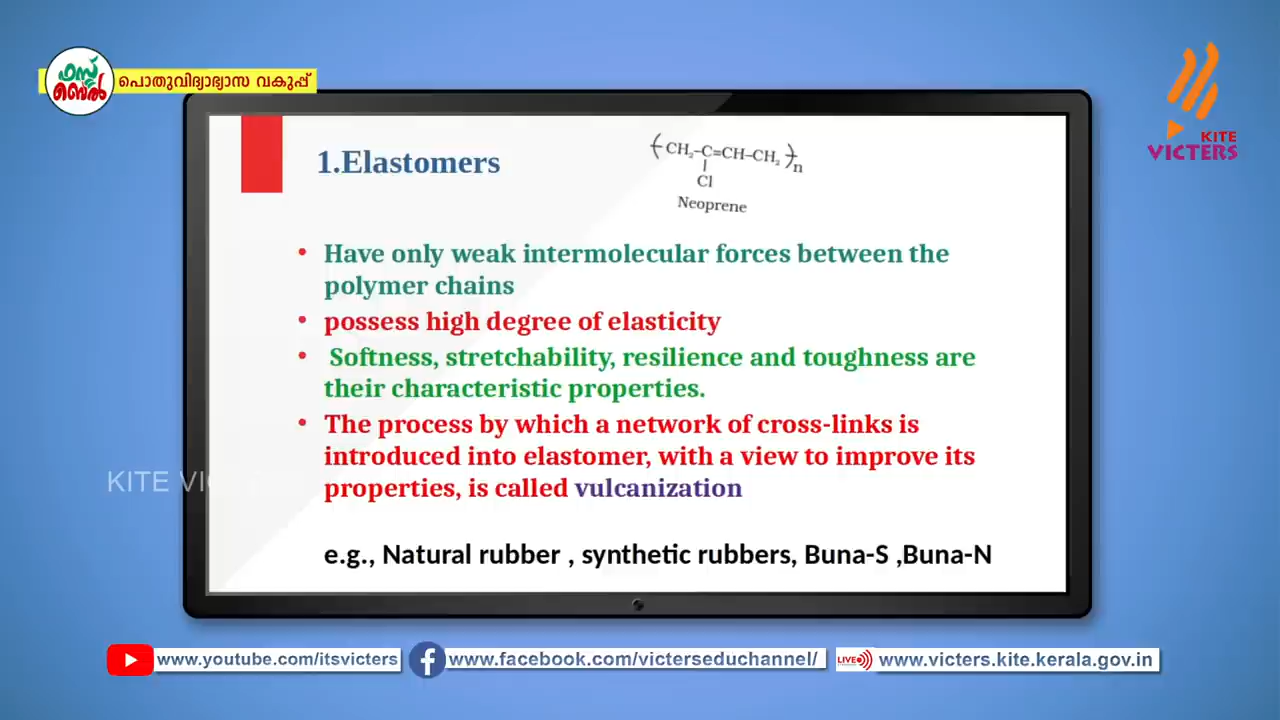 ഫസ്റ്റ്
ബെൽ
പൊതുവിദ്യാഭ്യാസ വകുപ്പ്
KITE
VICTERS
1.Elastomers
(CH₂–C=CH–CH₂)n
Cl
Neoprene
• Have only weak intermolecular forces between the
polymer chains
• possess high degree of elasticity
• Softness, stretchability, resilience and toughness are
their characteristic properties.
• The process by which a network of cross-links is
introduced into elastomer, with a view to improve its
properties, is called vulcanization
e.g., Natural rubber , synthetic rubbers, Buna-S ,Buna-N
KITE VIC
www.youtube.com/itsvicters
www.facebook.com/victerseduchannel/
LIVE
www.victers.kite.kerala.gov.in